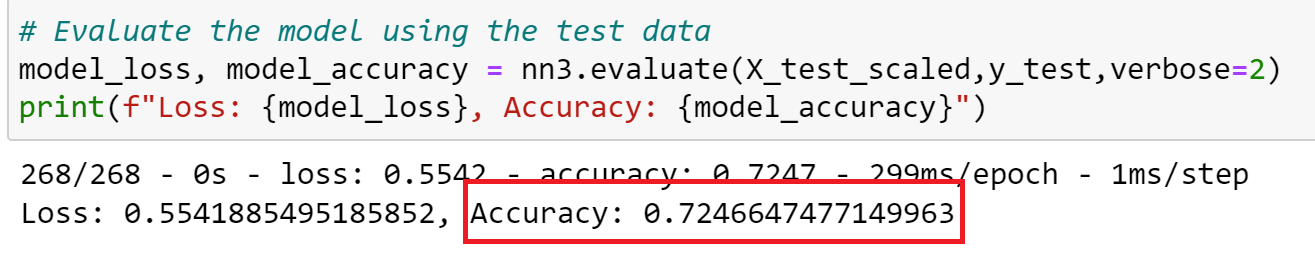 # Evaluate the model using the test data
model_loss, model_accuracy = nn3.evaluate(X_test_scaled,y_test,verbose=2)
print(f"Loss: {model_loss}, Accuracy: {model_accuracy}")
268/268 - 0s - loss: 0.5542 - accuracy: 0.7247 - 299ms/epoch - 1ms/step
Loss: 0.5541885495185852, Accuracy: 0.7246647477149963